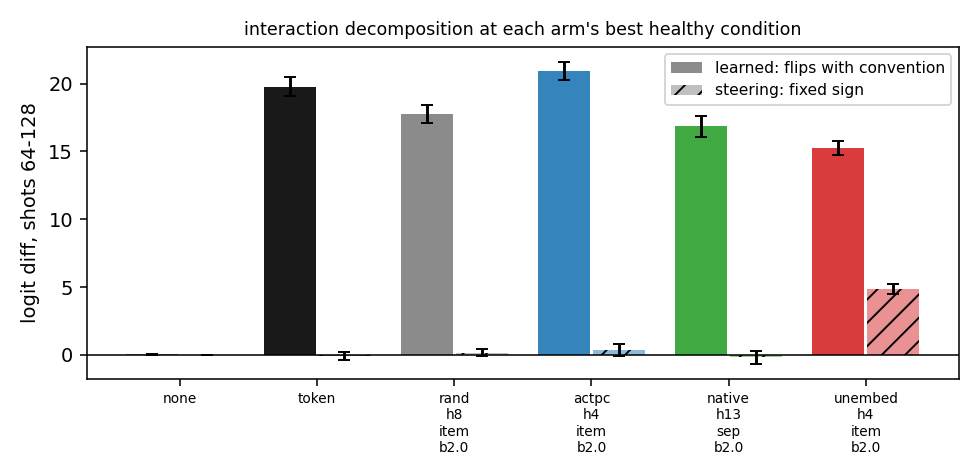 interaction decomposition at each arm's best healthy condition
learned: flips with convention
steering: fixed sign
logit diff, shots 64-128
20
15
10
5
0
none token rand actpc native unembed
h8 h4 h13 h4
item item sep item
b2.0 b2.0 b2.0 b2.0